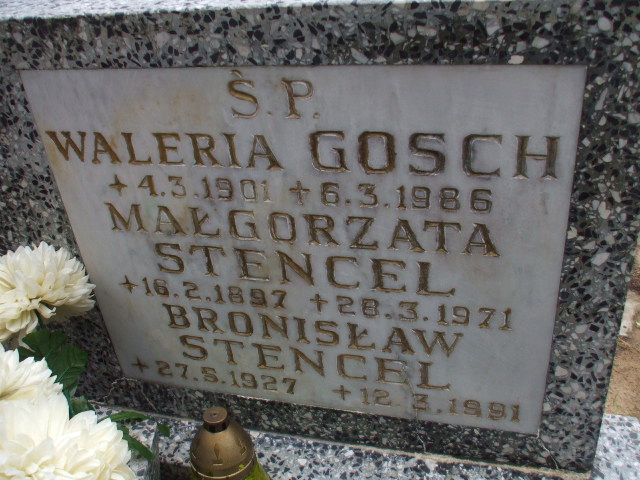 Ś.P.
WALERIA GOSCH
+ 4.3.1901 + 6.3.1986
MAŁGORZATA
STENCEL
+ 16.2.1897 + 28.3.1971
BRONISŁAW
STENCEL
+ 27.5.1927 + 12.3.1991